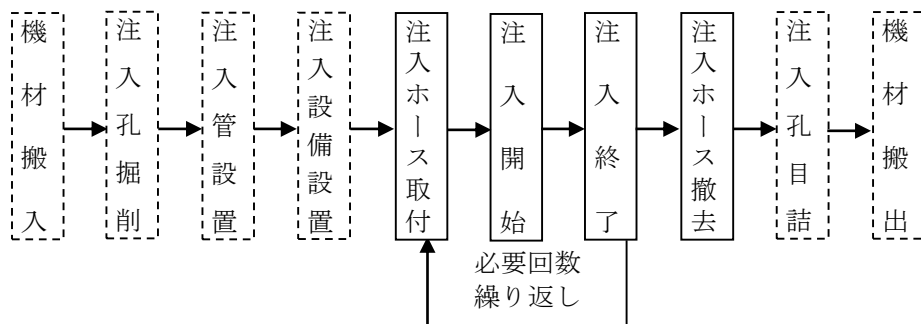 機材搬入
注入孔掘削
注入管設置
注入設備設置
注入ホース取付
注入開始
注入終了
注入ホース撤去
注入孔目詰
機材搬出
必要回数
繰り返し